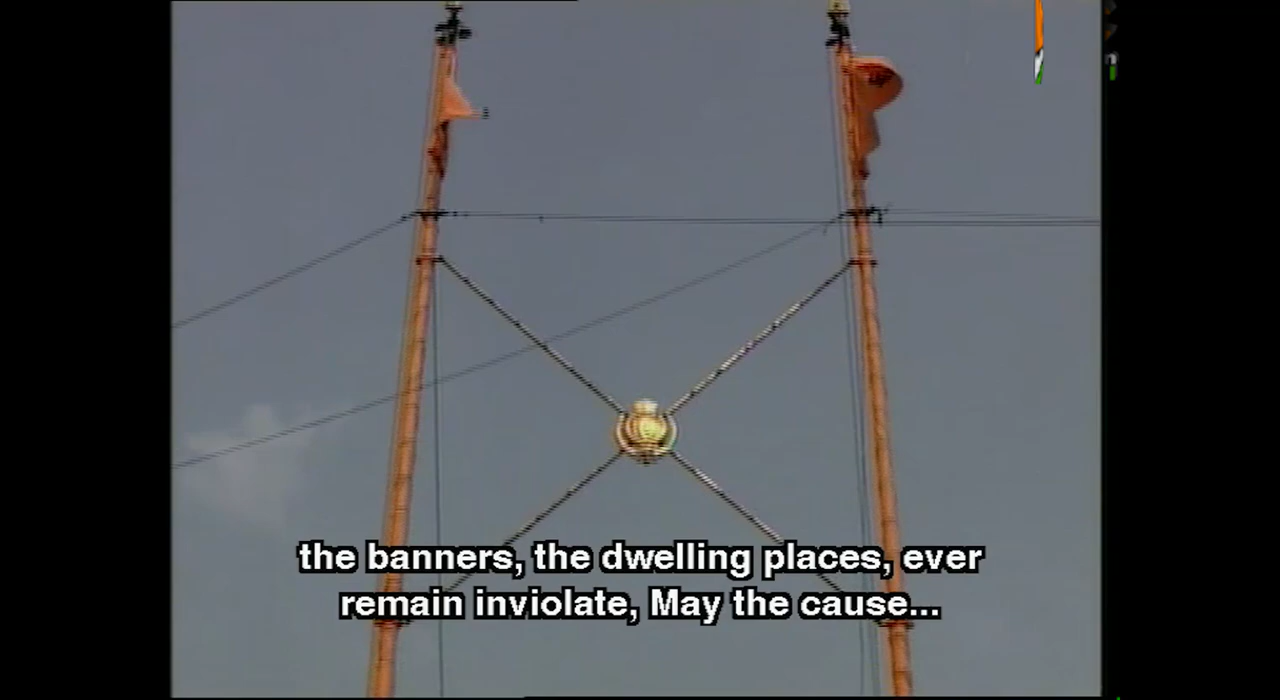 the banners, the dwelling places, ever
remain inviolate, May the cause...